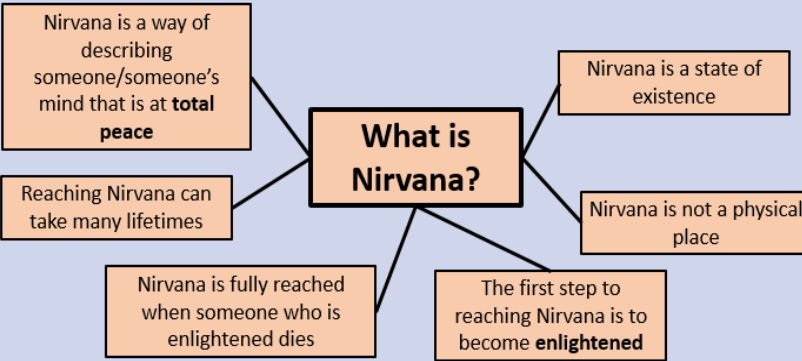 Nirvana is a way of
describing
someone/someone's
mind that is at total
peace
Nirvana is a state of
existence
What is
Nirvana?
Reaching Nirvana can
take many lifetimes
Nirvana is not a physical
place
Nirvana is fully reached
when someone who is
enlightened dies
The first step to
reaching Nirvana is to
become enlightened